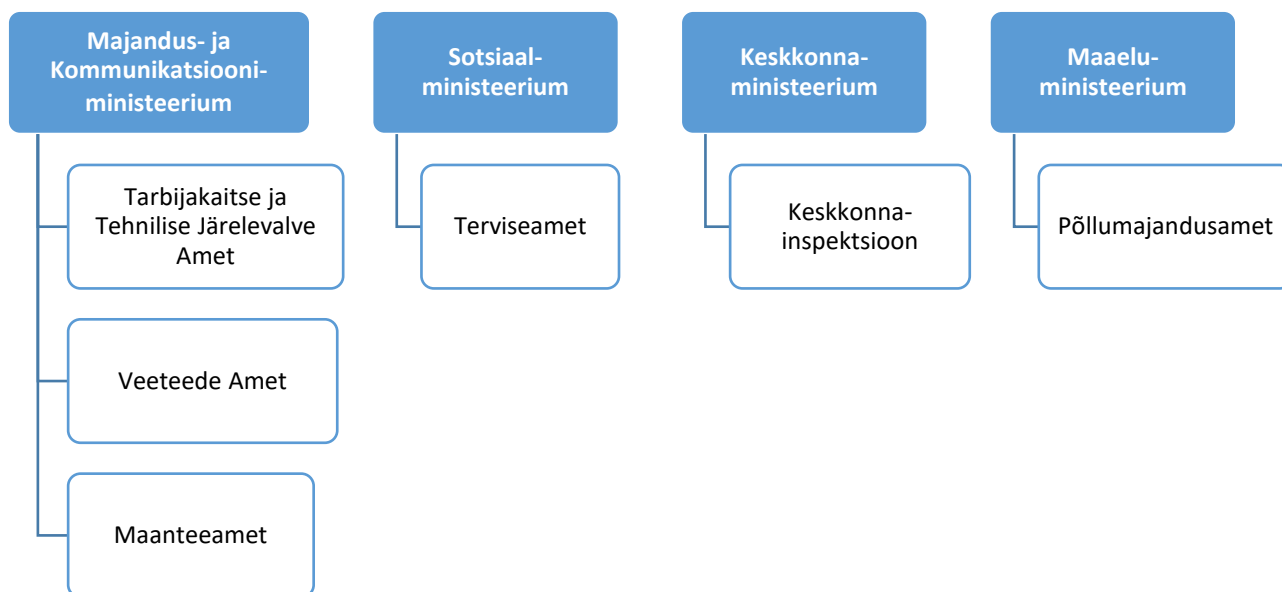 Majandus- ja
Kommunikatsiooni-
ministeerium
Tarbijakaitse ja
Tehnilise Järelevalve
Amet
Veeteede Amet
Maanteeamet
Sotsiaal-
ministeerium
Terviseamet
Keskkonna-
ministeerium
Keskkonna-
inspektsioon
Maaelu-
ministeerium
Põllumajandusamet